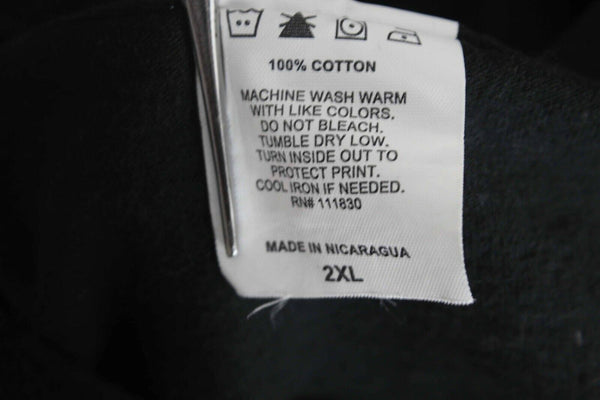 100% COTTON
MACHINE WASH WARM
WITH LIKE COLORS.
DO NOT BLEACH.
TUMBLE DRY LOW.
TURN INSIDE OUT TO
PROTECT PRINT.
COOL IRON IF NEEDED.
RN# 111830
MADE IN NICARAGUA
2XL